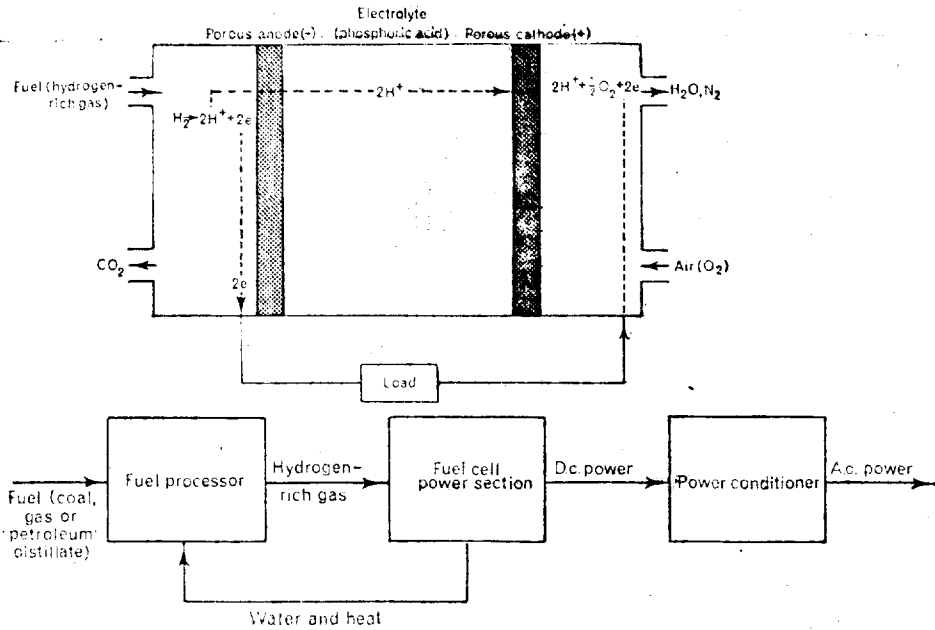 Electrolyte
Porous anode(-) (phosphoric acid) Porous cathode(+)
Fuel (hydrogen-
rich gas)
2H⁺
2H⁺+½O₂+2e
H₂O,N₂
H₂→2H⁺+2e
CO₂
2e
Air(O₂)
Load
Fuel processor
Hydrogen-
rich gas
Fuel cell
power section
D.c. power
Power conditioner
A.c. power
Fuel (coal,
gas or
petroleum
distillate)
Water and heat